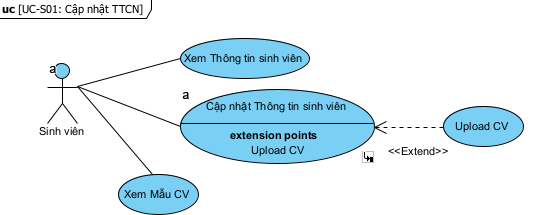 uc [UC-S01: Cập nhật TTCN]
Xem Thông tin sinh viên
a
a
Cập nhật Thông tin sinh viên
extension points
Upload CV
Upload CV
<<Extend>>
Sinh viên
Xem Mẫu CV